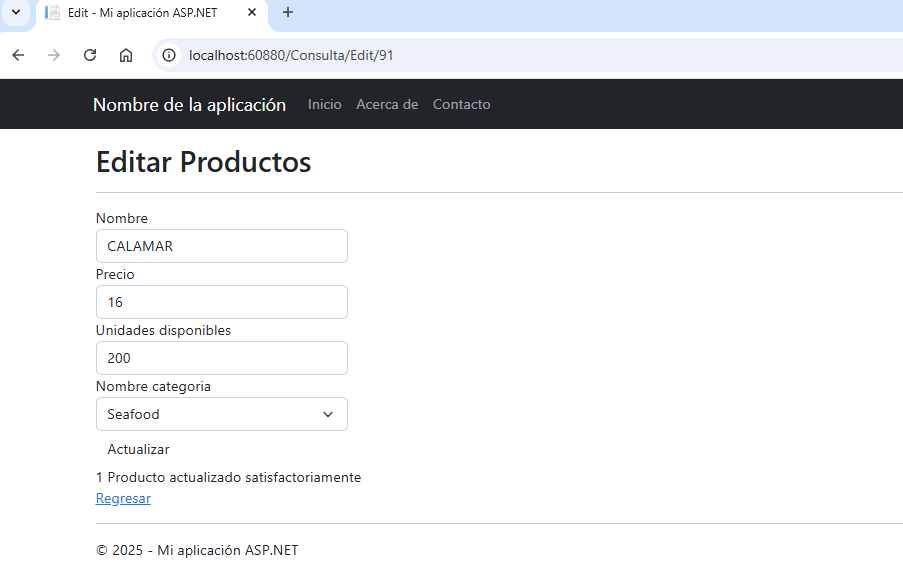 Edit - Mi aplicación ASP.NET
localhost:60880/Consulta/Edit/91
Nombre de la aplicación Inicio Acerca de Contacto
Editar Productos
Nombre
CALAMAR
Precio
16
Unidades disponibles
200
Nombre categoria
Seafood
Actualizar
1 Producto actualizado satisfactoriamente
Regresar
© 2025 - Mi aplicación ASP.NET